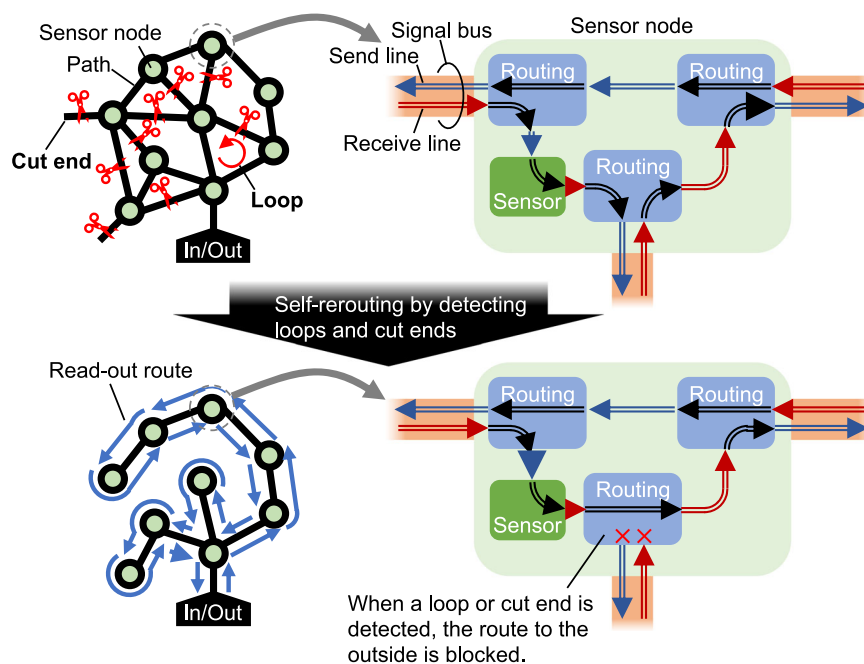 Sensor node
Path
Cut end
Loop
In/Out
Signal bus
Send line
Receive line
Sensor node
Routing
Routing
Routing
Sensor
Self-rerouting by detecting
loops and cut ends
Read-out route
In/Out
Routing
Routing
Routing
Sensor
When a loop or cut end is
detected, the route to the
outside is blocked.